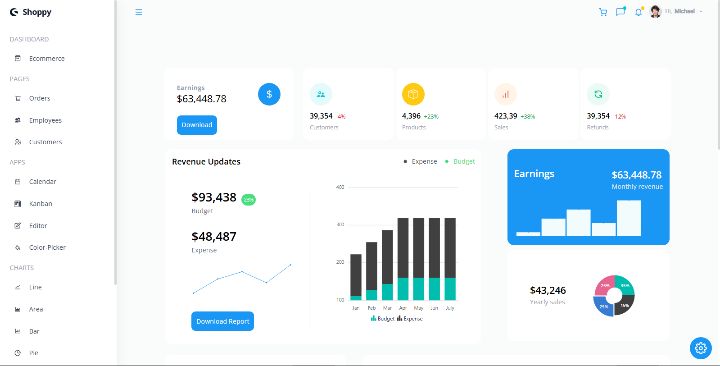 Shoppy
Hi, Michael
DASHBOARD
Ecommerce
PAGES
Orders
Employees
Customers
APPS
Calendar
Kanban
Editor
Color-Picker
CHARTS
Line
Area
Bar
Pie
Earnings
$63,448.78
Download
39,354 -4%
Customers
4,396 +23%
Products
423,39 +38%
Sales
39,354 -12%
Refunds
Revenue Updates
Expense
Budget
$93,438
Budget
$48,487
Expense
Download Report
400
300
200
100
Jan Feb Mar Apr May Jun July
Budget Expense
Earnings
$63,448.78
Monthly revenue
$43,246
Yearly sales